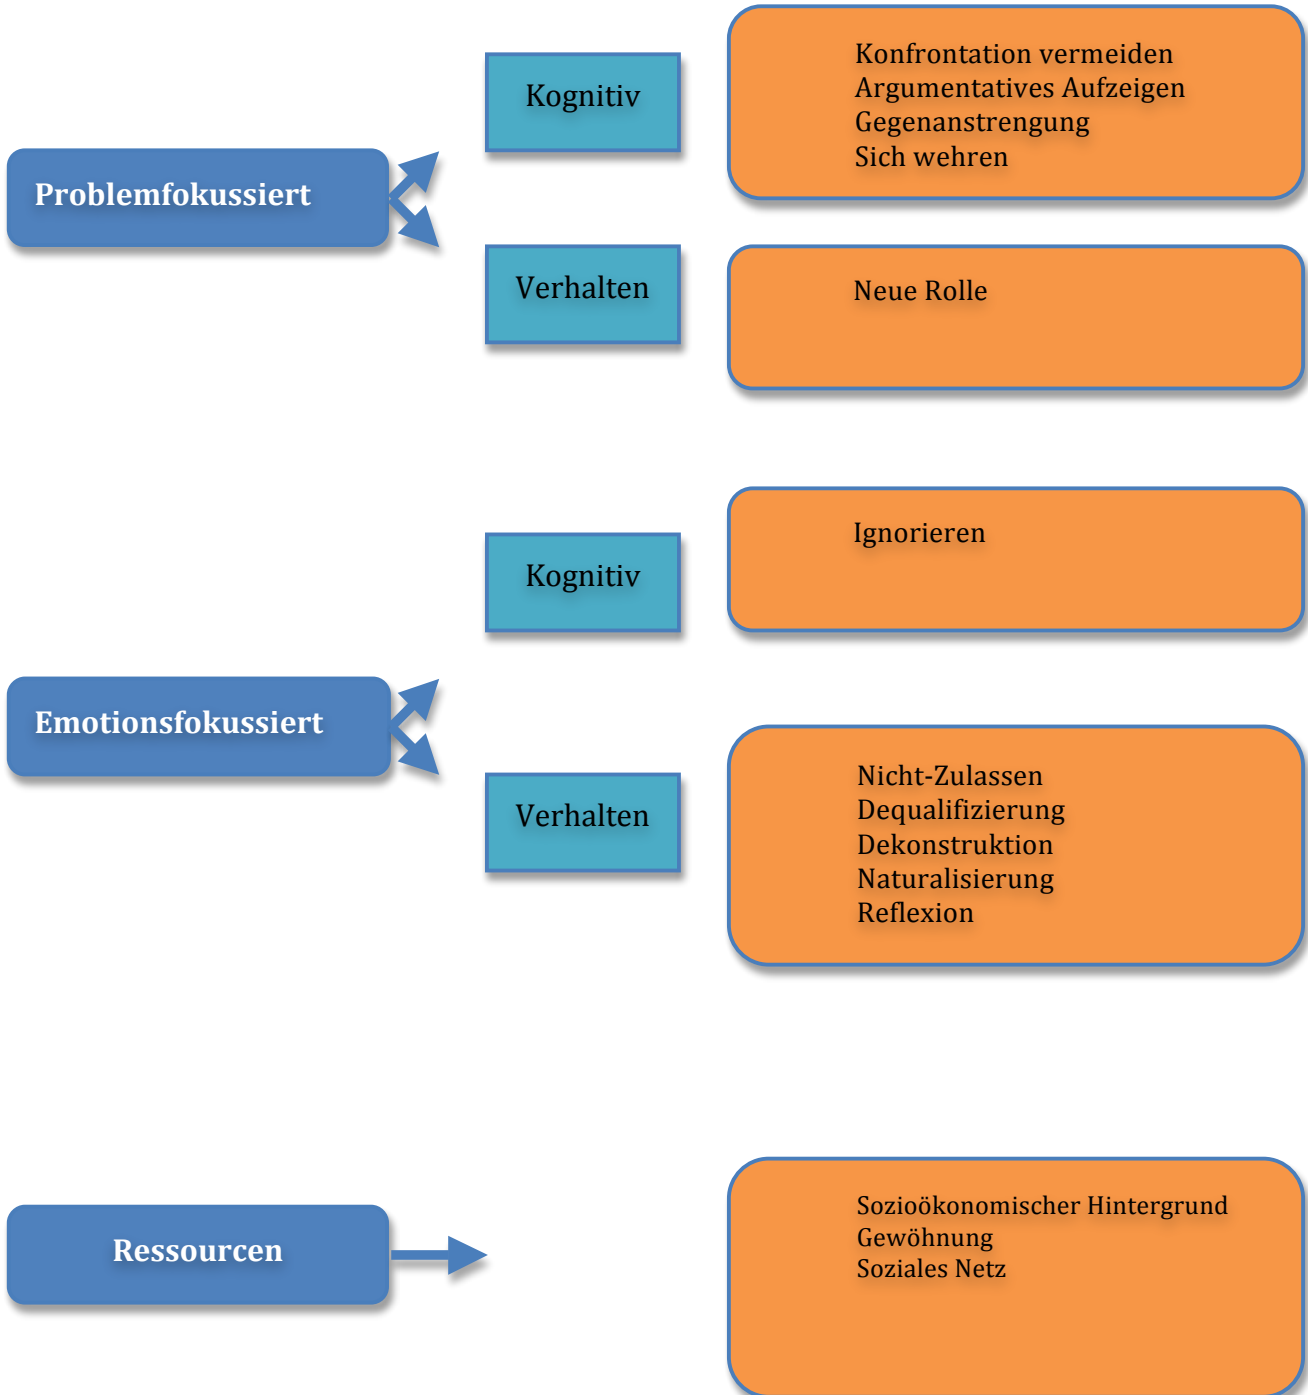 Problemfokussiert
Kognitiv
Konfrontation vermeiden
Argumentatives Aufzeigen
Gegenanstrengung
Sich wehren
Verhalten
Neue Rolle
Emotionsfokussiert
Kognitiv
Ignorieren
Verhalten
Nicht-Zulassen
Dequalifizierung
Dekonstruktion
Naturalisierung
Reflexion
Ressourcen
Sozioökonomischer Hintergrund
Gewöhnung
Soziales Netz